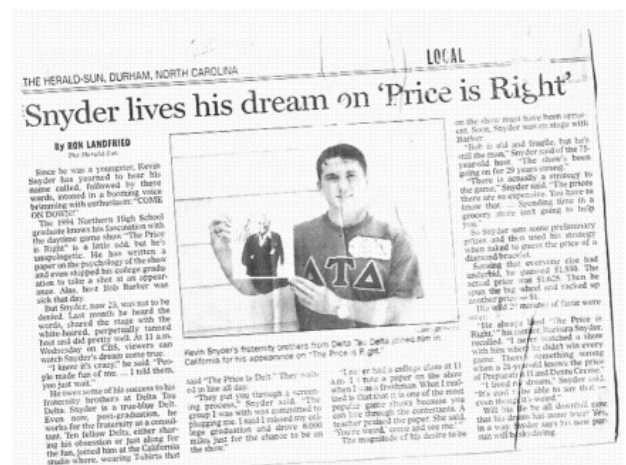 LOCAL
THE HERALD-SUN, DURHAM, NORTH CAROLINA
Snyder lives his dream on 'Price is Right'
By RON LANDFRIED
The Herald-Sun
Since he was a youngster, Kevin
Snyder has yearned to hear his
name called, followed by these
words, intoned in a booming voice
brimming with enthusiasm: "COME
ON DOWN!"
The 1994 Northern High School
graduate knows his fascination with
the daytime game show "The Price
is Right" is a little odd, but he's
unapologetic. He has written a
paper on the psychology of the show
and even skipped his college gradu-
ation to take a shot at an appear-
ance. Alas, host Bob Barker was
sick that day.
But Snyder, now 23, was not to be
denied. Last month he heard the
words, shared the stage with the
white-haired, perpetually tanned
host and did pretty well. At 11 a.m.
Wednesday on CBS, viewers can
watch Snyder's dream come true.
"I know it's crazy," he said. "Peo-
ple made fun of me. ... I told them,
you just wait."
He owes some of his success to his
fraternity brothers at Delta Tau
Delta. Snyder is a true-blue Delt.
Even now, post-graduation, he
works for the fraternity as a consul-
tant. Ten fellow Delts, either shar-
ing his obsession or just along for
the fun, joined him at the California
studio where, wearing T-shirts that
ΔΤΔ
Kevin Snyder's fraternity brothers from Delta Tau Delta joined him in
California for his appearance on "The Price is Right."
said "The Price is Delt." They wait-
ed in line all day.
"They put you through a screen-
ing process," Snyder said. "The
group I was with was committed to
plugging me. I said I missed my col-
lege graduation and drove 6,000
miles just for the chance to be on
the show."
"I never had a college class at 11
a.m. I wrote a paper on the show
when I was a freshman. What I real-
ized is that it is one of the most
popular game shows because you
can live through the contestants. A
teacher praised the paper. She said,
'You're weird, come and see me.'"
The magnitude of his desire to be
on the show must have been appar-
ent. Soon, Snyder was on stage with
Barker.
"Bob is old and fragile, but he's
still the man," Snyder said of the 75-
year-old host. "The show's been
going on for 29 years strong."
"There is actually a strategy to
the game," Snyder said. "The prices
there are so expensive. You have to
know that. ... Spending time in a
grocery store isn't going to help
you."
So Snyder won some preliminary
prizes and then used his strategy
when asked to guess the price of a
diamond bracelet.
Sensing that everyone else had
underbid, he guessed $1,550. The
actual price was $1,625. Then he
spun the big wheel and racked up
another prize — $1.
His wild 20 minutes of fame were
over.
"He always liked 'The Price is
Right,'" his mother, Barbara Snyder,
recalled. "I never watched a show
with him when he didn't win every
game. There's something wrong
when a 21-year-old knows the price
of Preparation H and Dentu Creme."
"I lived my dream," Snyder said.
"It's cool to be able to say that —
even though it's weird."
Will his life be all downhill now
that his dream has come true? Yes,
in a way. Snyder says his new pur-
suit will be skydiving.